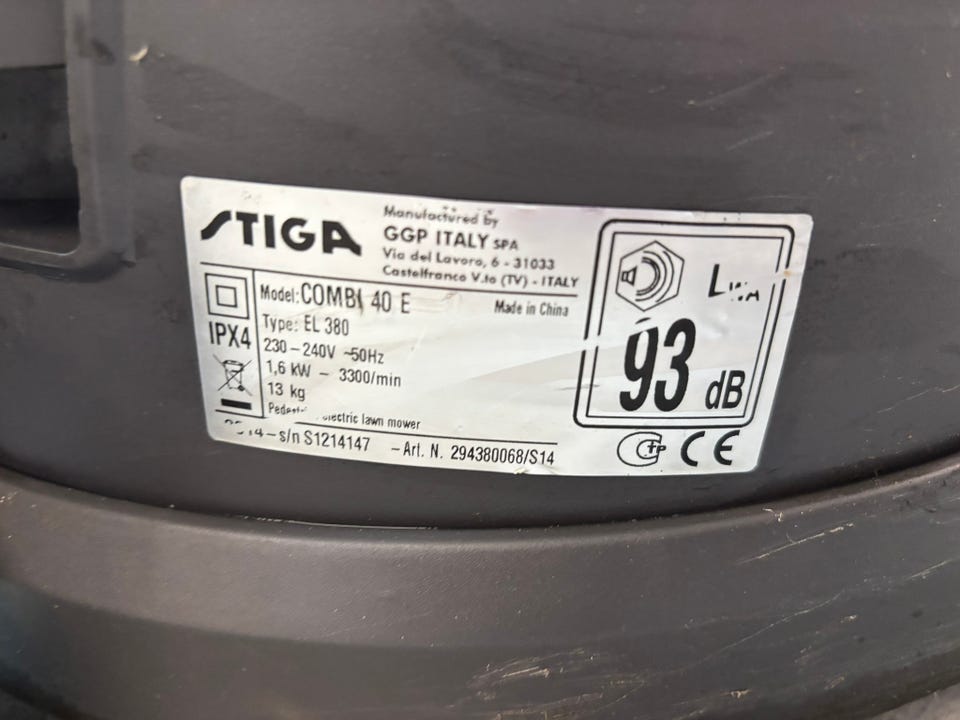 STIGA
Manufactured by
GGP ITALY SPA
Via del Lavoro, 6 - 31033
Castelfranco V.to (TV) - ITALY
Model: COMBI 40 E
Made in China
Type: EL 380
IPX4
230 – 240V ~50Hz
1,6 kW – 3300/min
13 kg
electric lawn mower
s/n S1214147 – Art. N. 294380068/S14
LWA
93 dB
CE